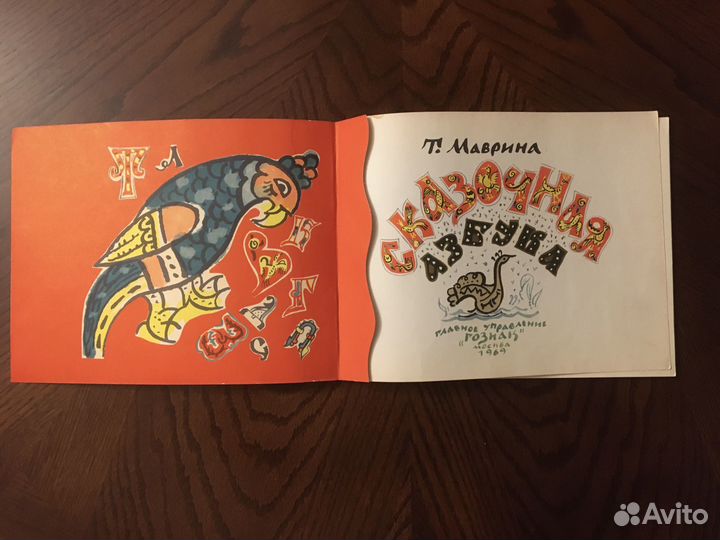 Т А
Т. Маврина
СКАЗОЧНАЯ
АЗБУКА
ГЛАВНОЕ УПРАВЛЕНИЕ
"ГОЗНАК"
МОСКВА
1969
Avito